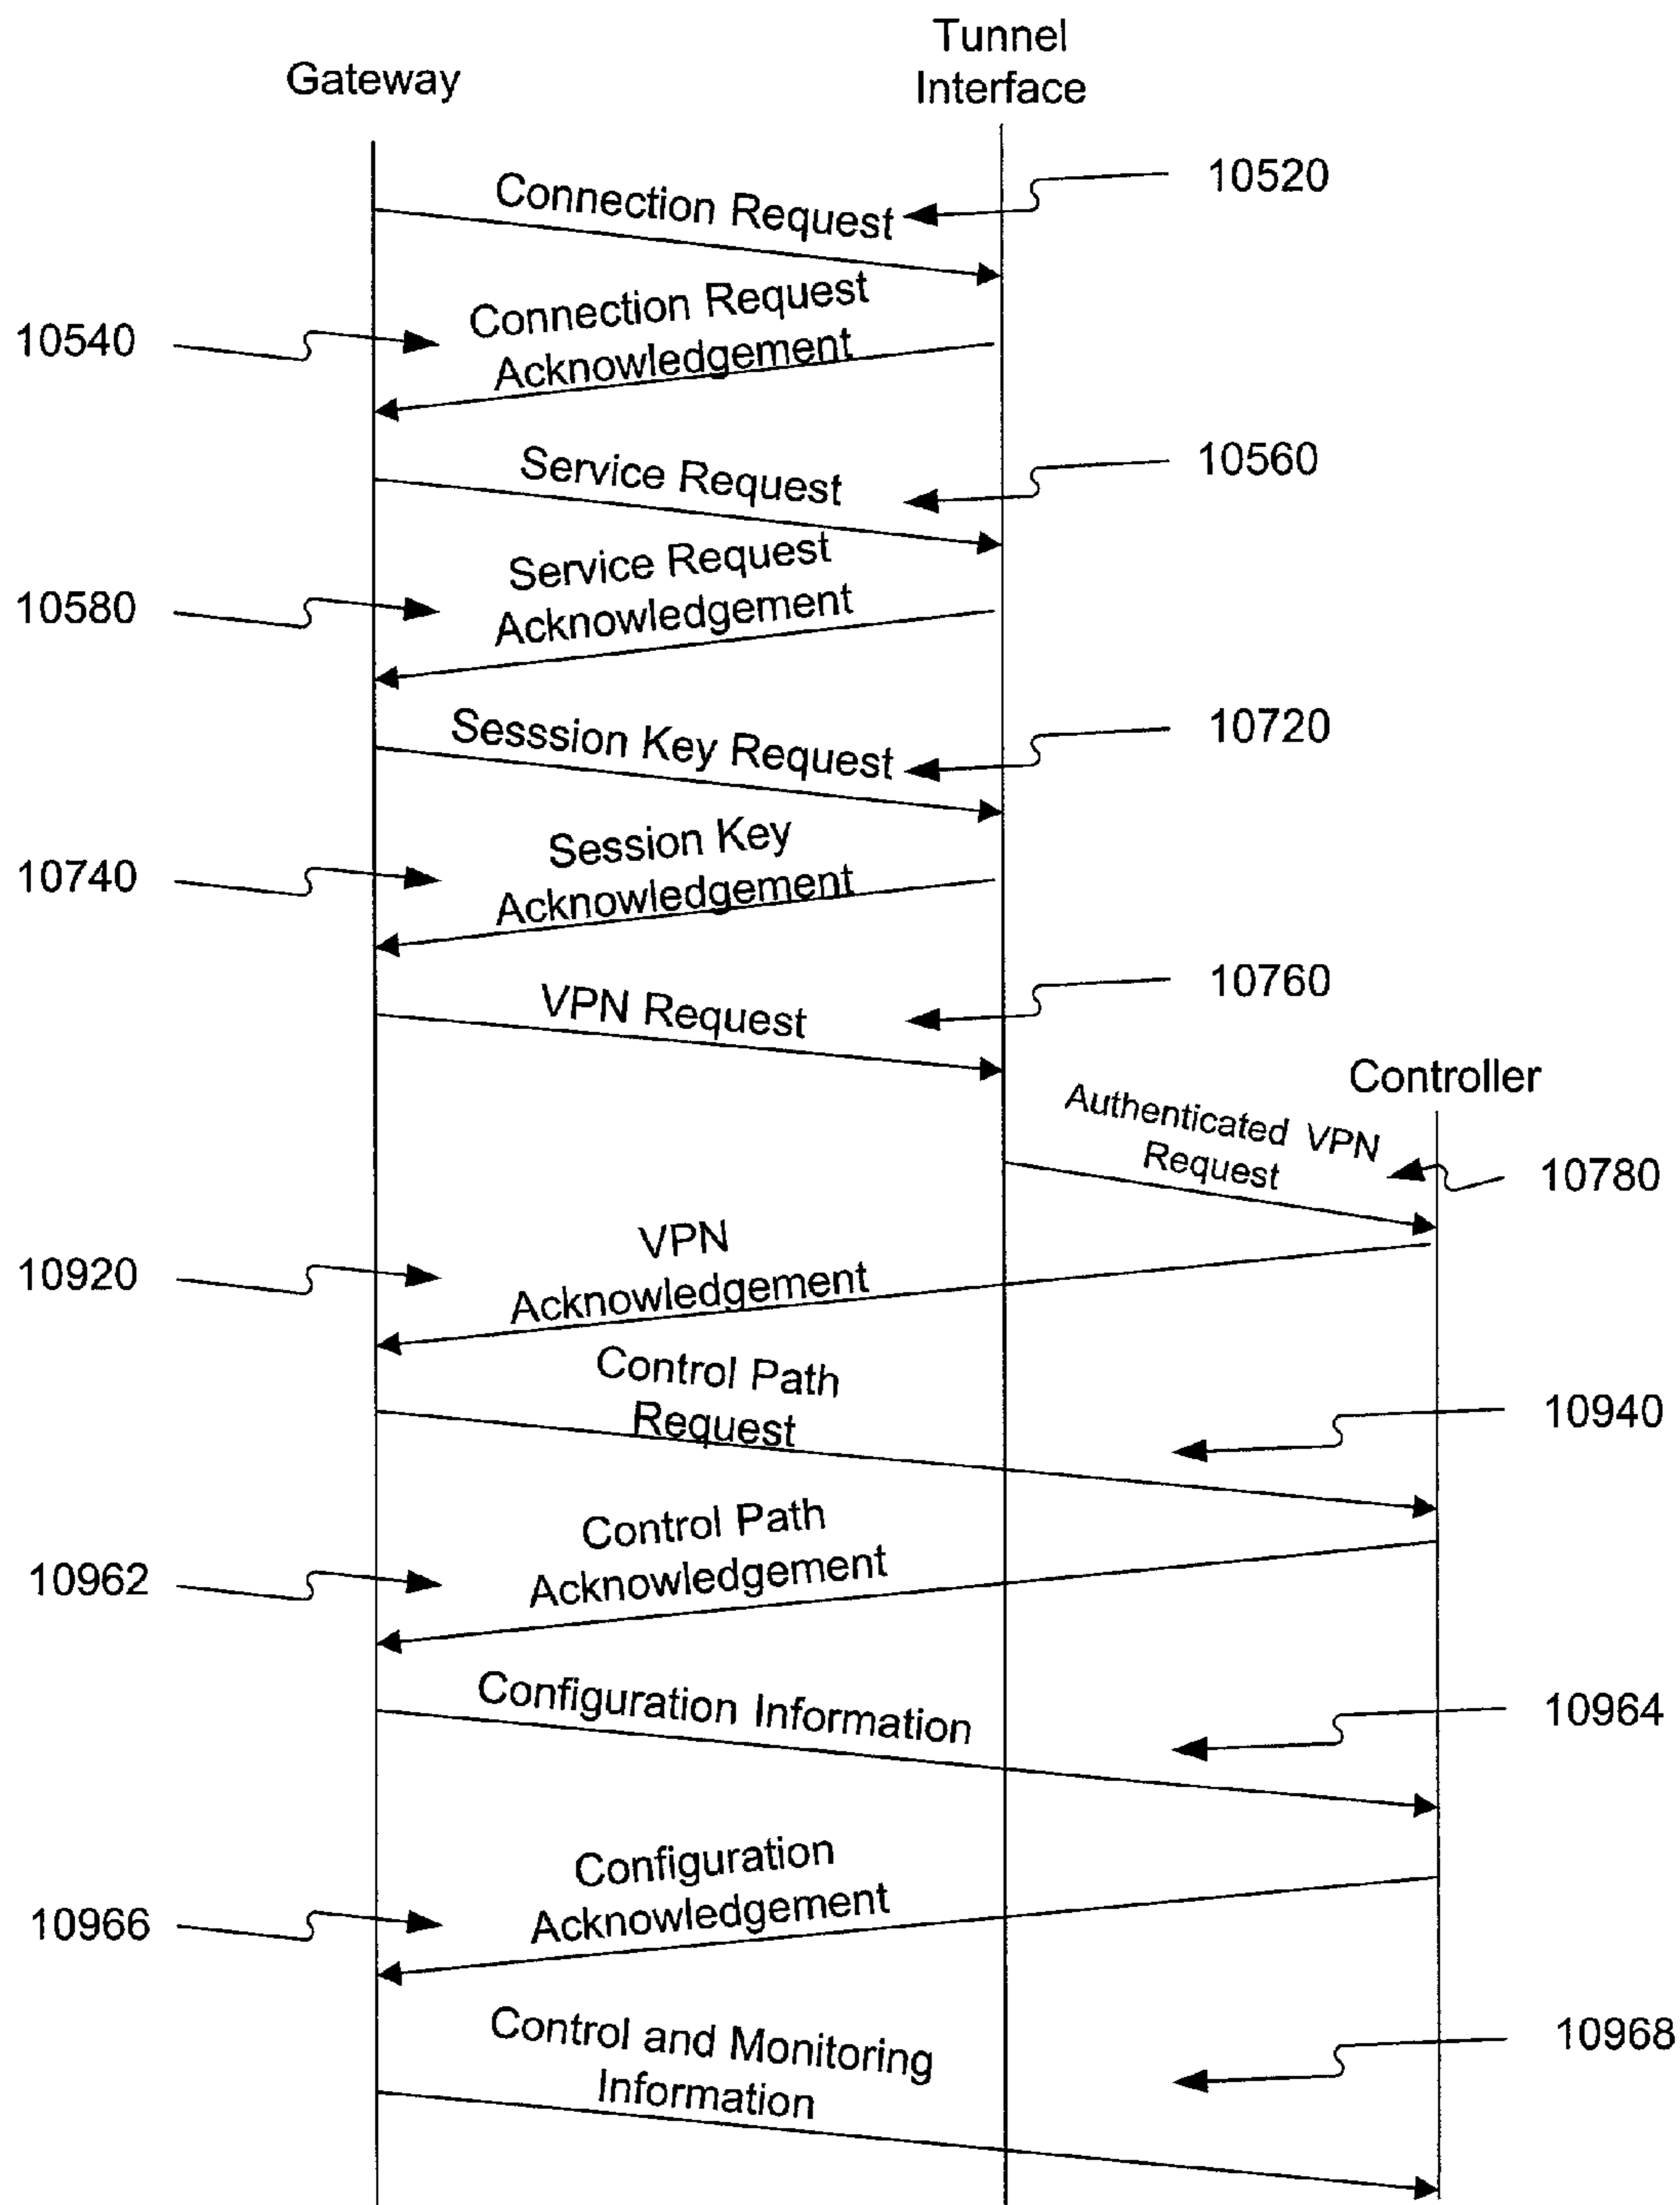 Tunnel
Interface
Gateway
10520
Connection Request
Connection Request
Acknowledgement
10540
10560
Service Request
Service Request
Acknowledgement
10580
10720
Sesssion Key Request
Session Key
Acknowledgement
10740
10760
VPN Request
Controller
Authenticated VPN
Request
10780
VPN
Acknowledgement
10920
Control Path
Request
10940
Control Path
Acknowledgement
10962
Configuration Information
10964
Configuration
Acknowledgement
10966
Control and Monitoring
Information
10968